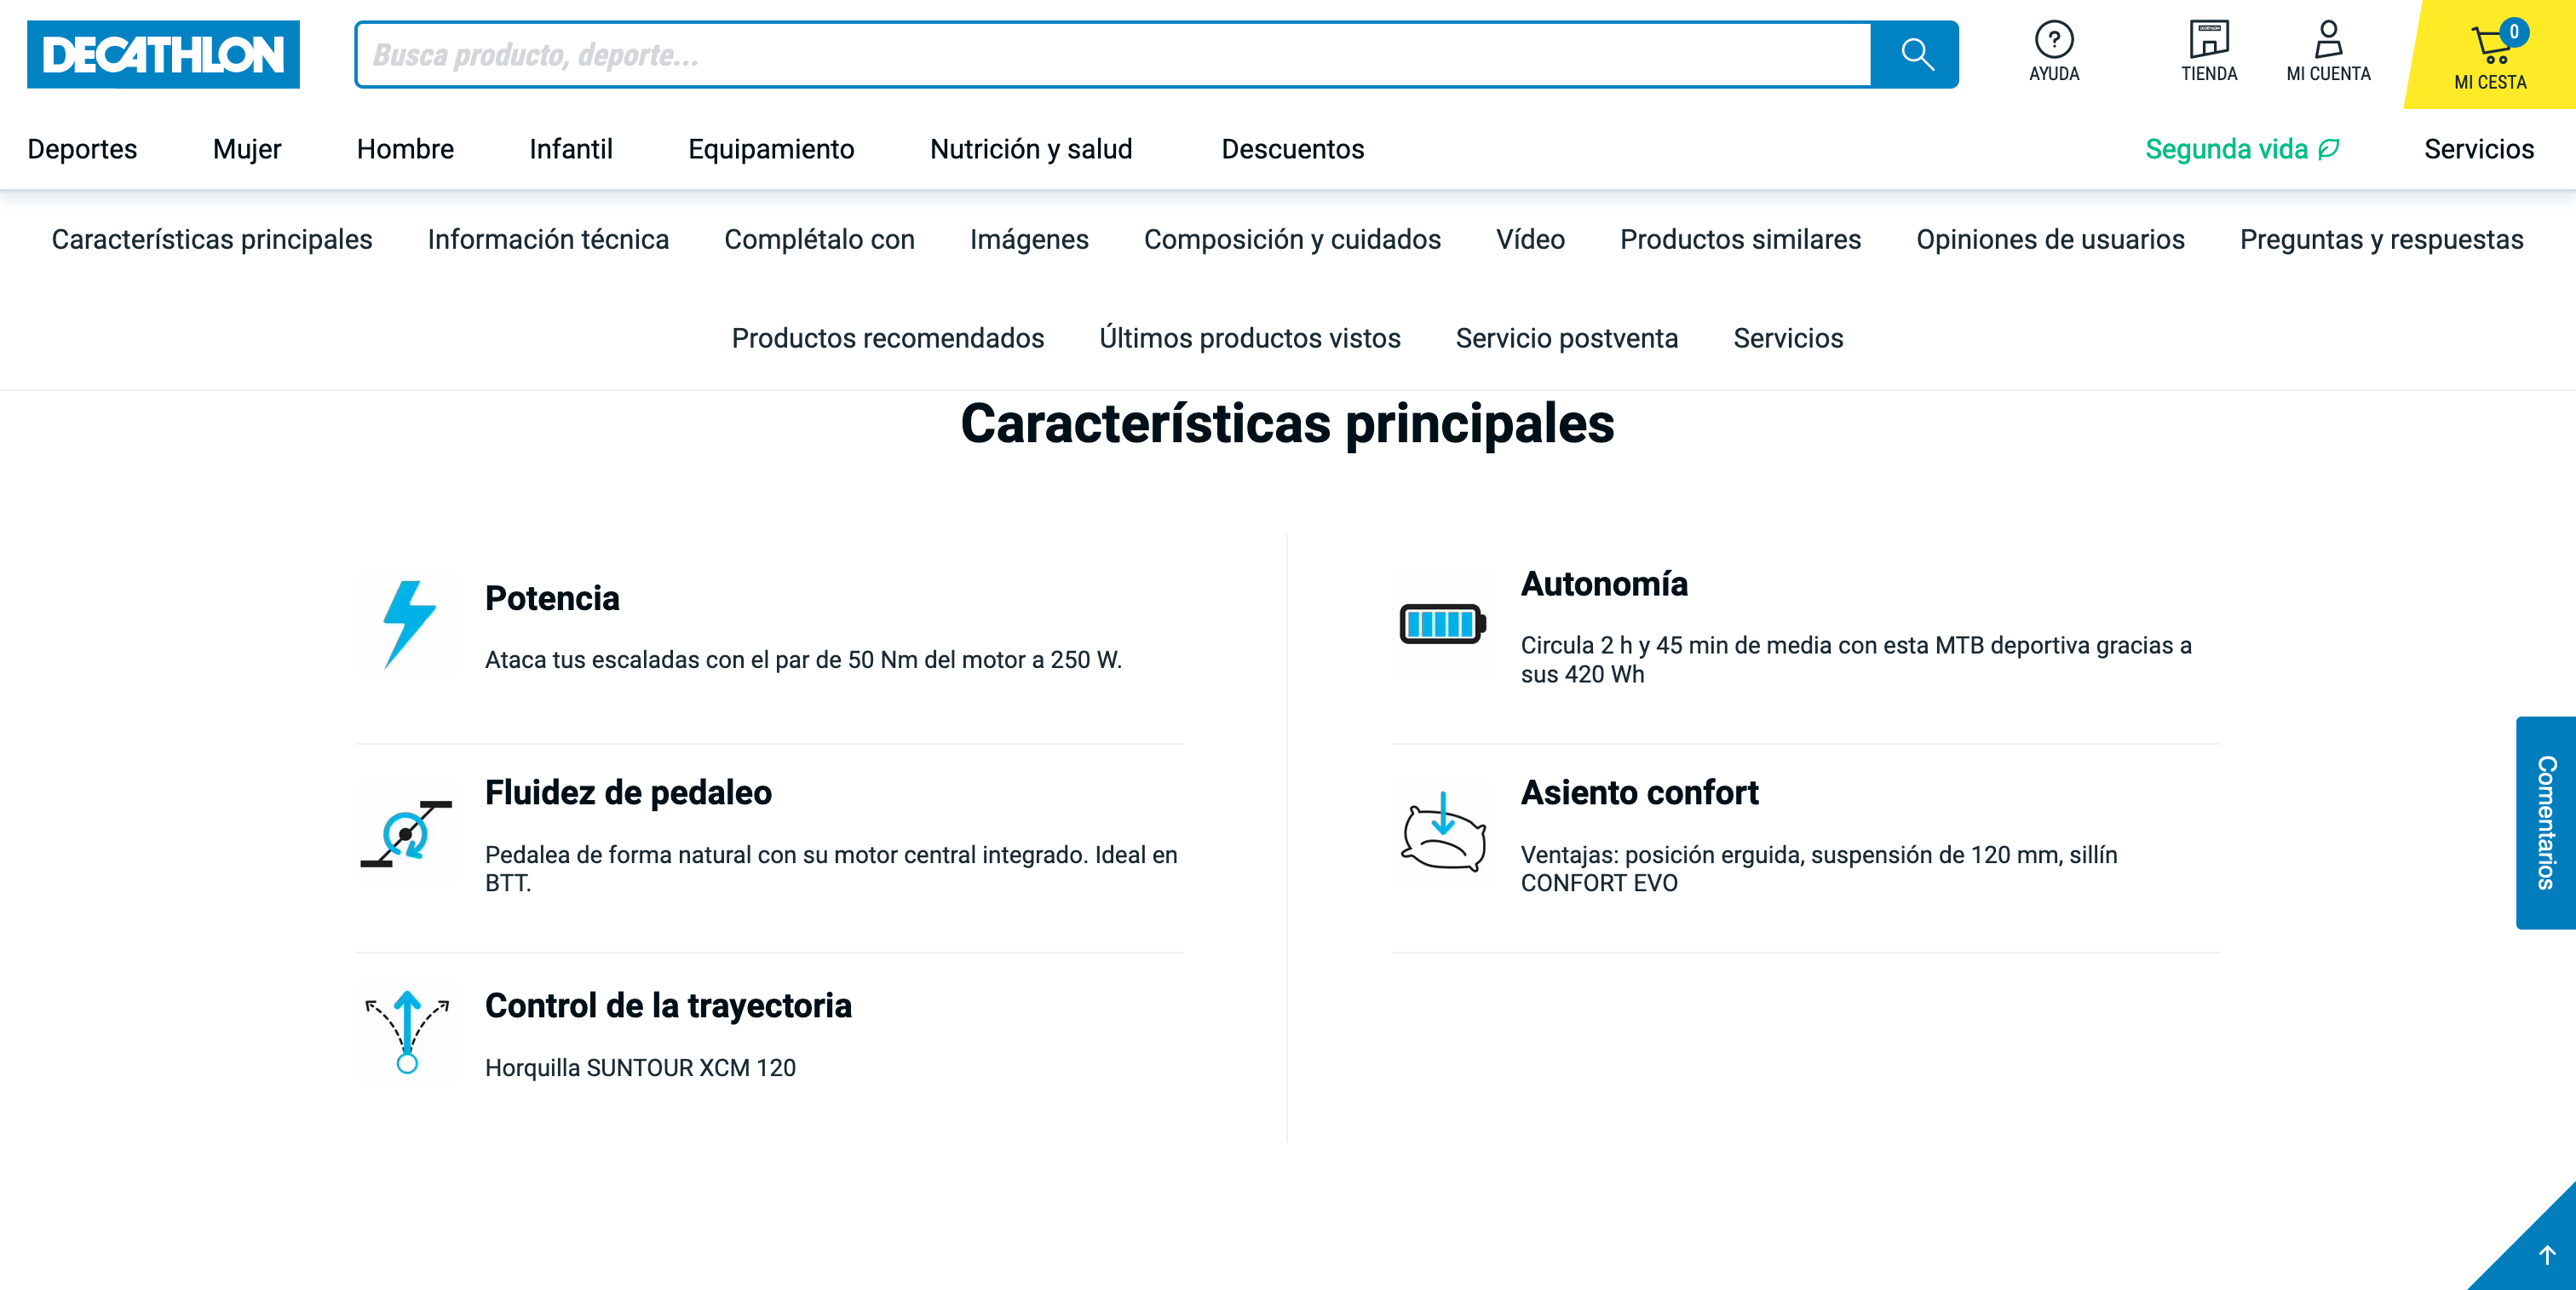 DECATHLON
Busca producto, deporte...
AYUDA
TIENDA
MI CUENTA
0
MI CESTA
Deportes
Mujer
Hombre
Infantil
Equipamiento
Nutrición y salud
Descuentos
Segunda vida
Servicios
Características principales
Información técnica
Complétalo con
Imágenes
Composición y cuidados
Vídeo
Productos similares
Opiniones de usuarios
Preguntas y respuestas
Productos recomendados
Últimos productos vistos
Servicio postventa
Servicios
Características principales
Potencia
Ataca tus escaladas con el par de 50 Nm del motor a 250 W.
Autonomía
Circula 2 h y 45 min de media con esta MTB deportiva gracias a
sus 420 Wh
Fluidez de pedaleo
Pedalea de forma natural con su motor central integrado. Ideal en
BTT.
Asiento confort
Ventajas: posición erguida, suspensión de 120 mm, sillín
CONFORT EVO
Control de la trayectoria
Horquilla SUNTOUR XCM 120
Comentarios